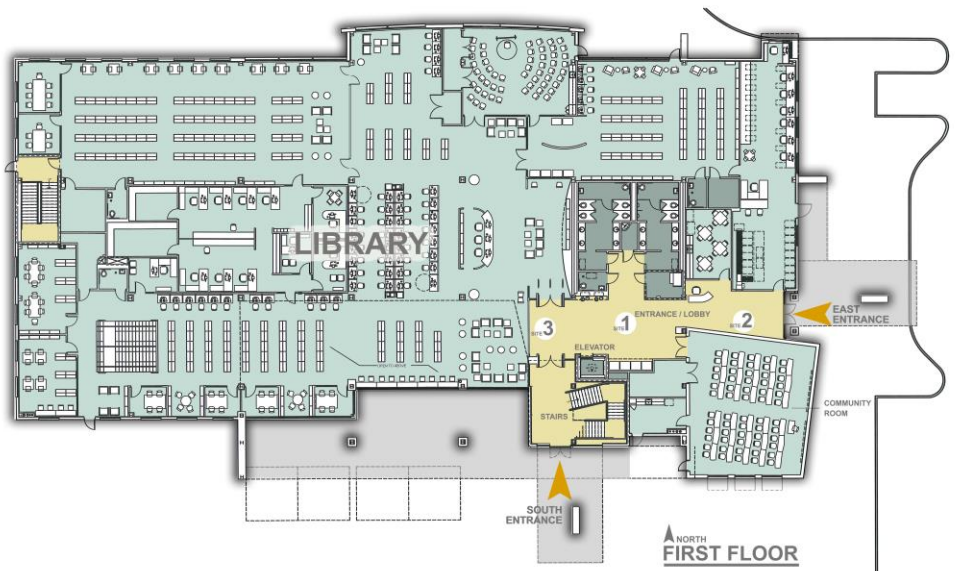 LIBRARY
ENTRANCE / LOBBY
SITE 3
SITE 1
SITE 2
EAST
ENTRANCE
ELEVATOR
STAIRS
COMMUNITY
ROOM
SOUTH
ENTRANCE
NORTH
FIRST FLOOR